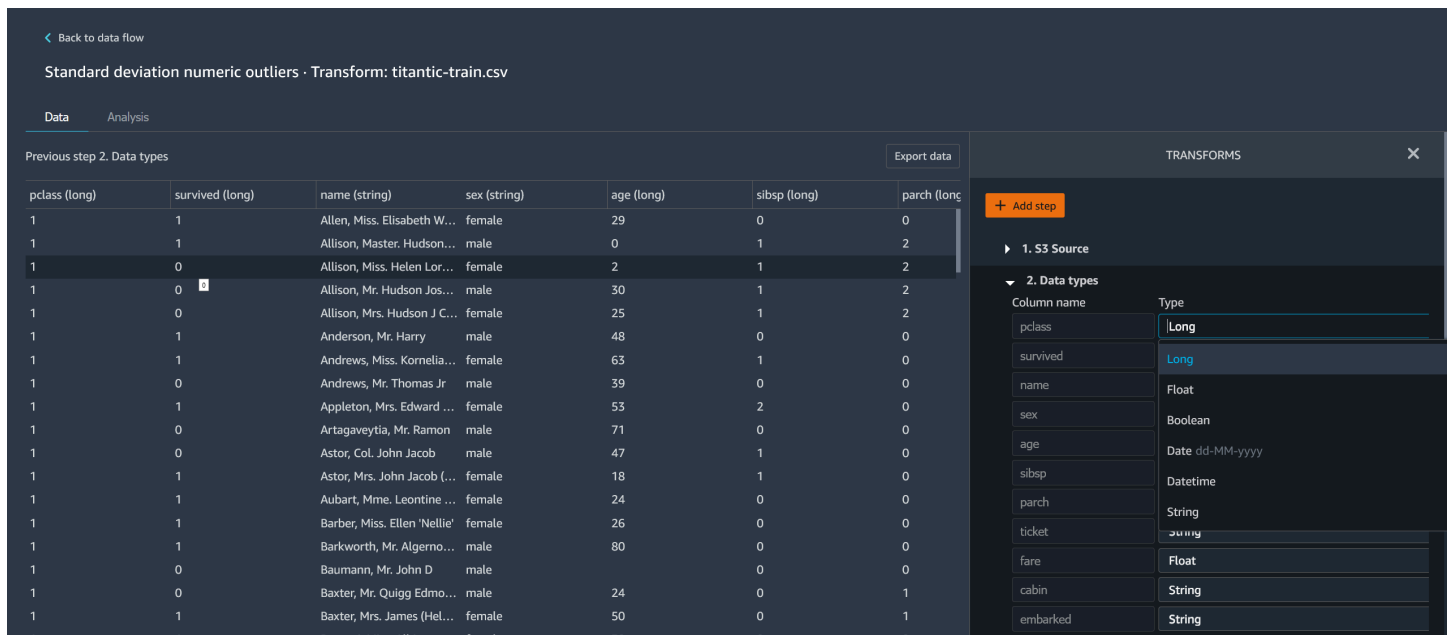 Back to data flow
Standard deviation numeric outliers · Transform: titantic-train.csv
Data Analysis
Previous step 2. Data types Export data
pclass (long) survived (long) name (string) sex (string) age (long) sibsp (long) parch (long
1 1 Allen, Miss. Elisabeth W... female 29 0 0
1 1 Allison, Master. Hudson... male 0 1 2
1 0 Allison, Miss. Helen Lor... female 2 1 2
0
1 0 Allison, Mr. Hudson Jos... male 30 1 2
1 0 Allison, Mrs. Hudson J C... female 25 1 2
1 1 Anderson, Mr. Harry male 48 0 0
1 1 Andrews, Miss. Kornelia... female 63 1 0
1 0 Andrews, Mr. Thomas Jr male 39 0 0
1 1 Appleton, Mrs. Edward ... female 53 2 0
1 0 Artagaveytia, Mr. Ramon male 71 0 0
1 0 Astor, Col. John Jacob male 47 1 0
1 1 Astor, Mrs. John Jacob (... female 18 1 0
1 1 Aubart, Mme. Leontine ... female 24 0 0
1 1 Barber, Miss. Ellen 'Nellie' female 26 0 0
1 1 Barkworth, Mr. Algerno... male 80 0 0
1 0 Baumann, Mr. John D male 0 0
1 0 Baxter, Mr. Quigg Edmo... male 24 0 1
1 1 Baxter, Mrs. James (Hel... female 50 0 1
TRANSFORMS
+ Add step
1. S3 Source
2. Data types
Column name Type
pclass Long
survived Long
name Float
sex Boolean
age Date dd-MM-yyyy
sibsp Datetime
parch String
ticket String
fare Float
cabin String
embarked String